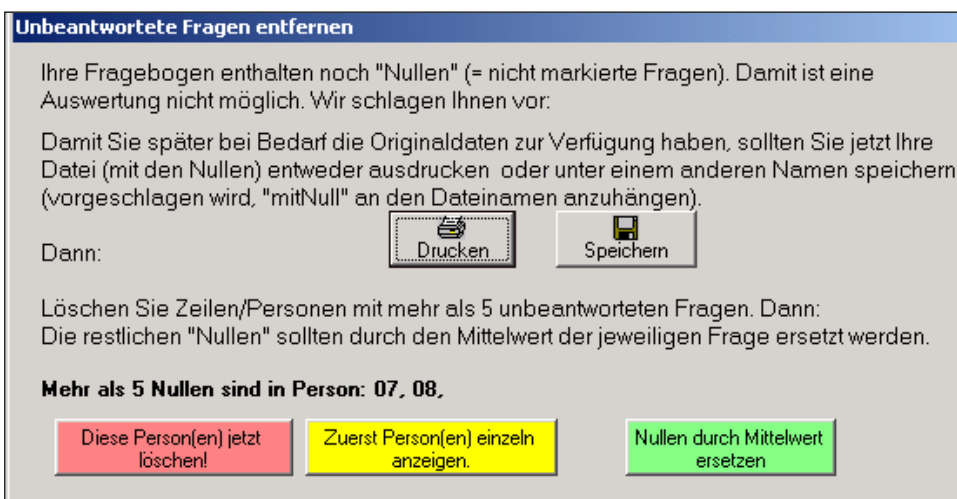 Unbeantwortete Fragen entfernen
Ihre Fragebogen enthalten noch "Nullen" (= nicht markierte Fragen). Damit ist eine
Auswertung nicht möglich. Wir schlagen Ihnen vor:
Damit Sie später bei Bedarf die Originaldaten zur Verfügung haben, sollten Sie jetzt Ihre
Datei (mit den Nullen) entweder ausdrucken oder unter einem anderen Namen speichern
(vorgeschlagen wird, "mitNull" an den Dateinamen anzuhängen).
Dann:
Drucken
Speichern
Löschen Sie Zeilen/Personen mit mehr als 5 unbeantworteten Fragen. Dann:
Die restlichen "Nullen" sollten durch den Mittelwert der jeweiligen Frage ersetzt werden.
Mehr als 5 Nullen sind in Person: 07, 08,
Diese Person(en) jetzt
löschen!
Zuerst Person(en) einzeln
anzeigen.
Nullen durch Mittelwert
ersetzen